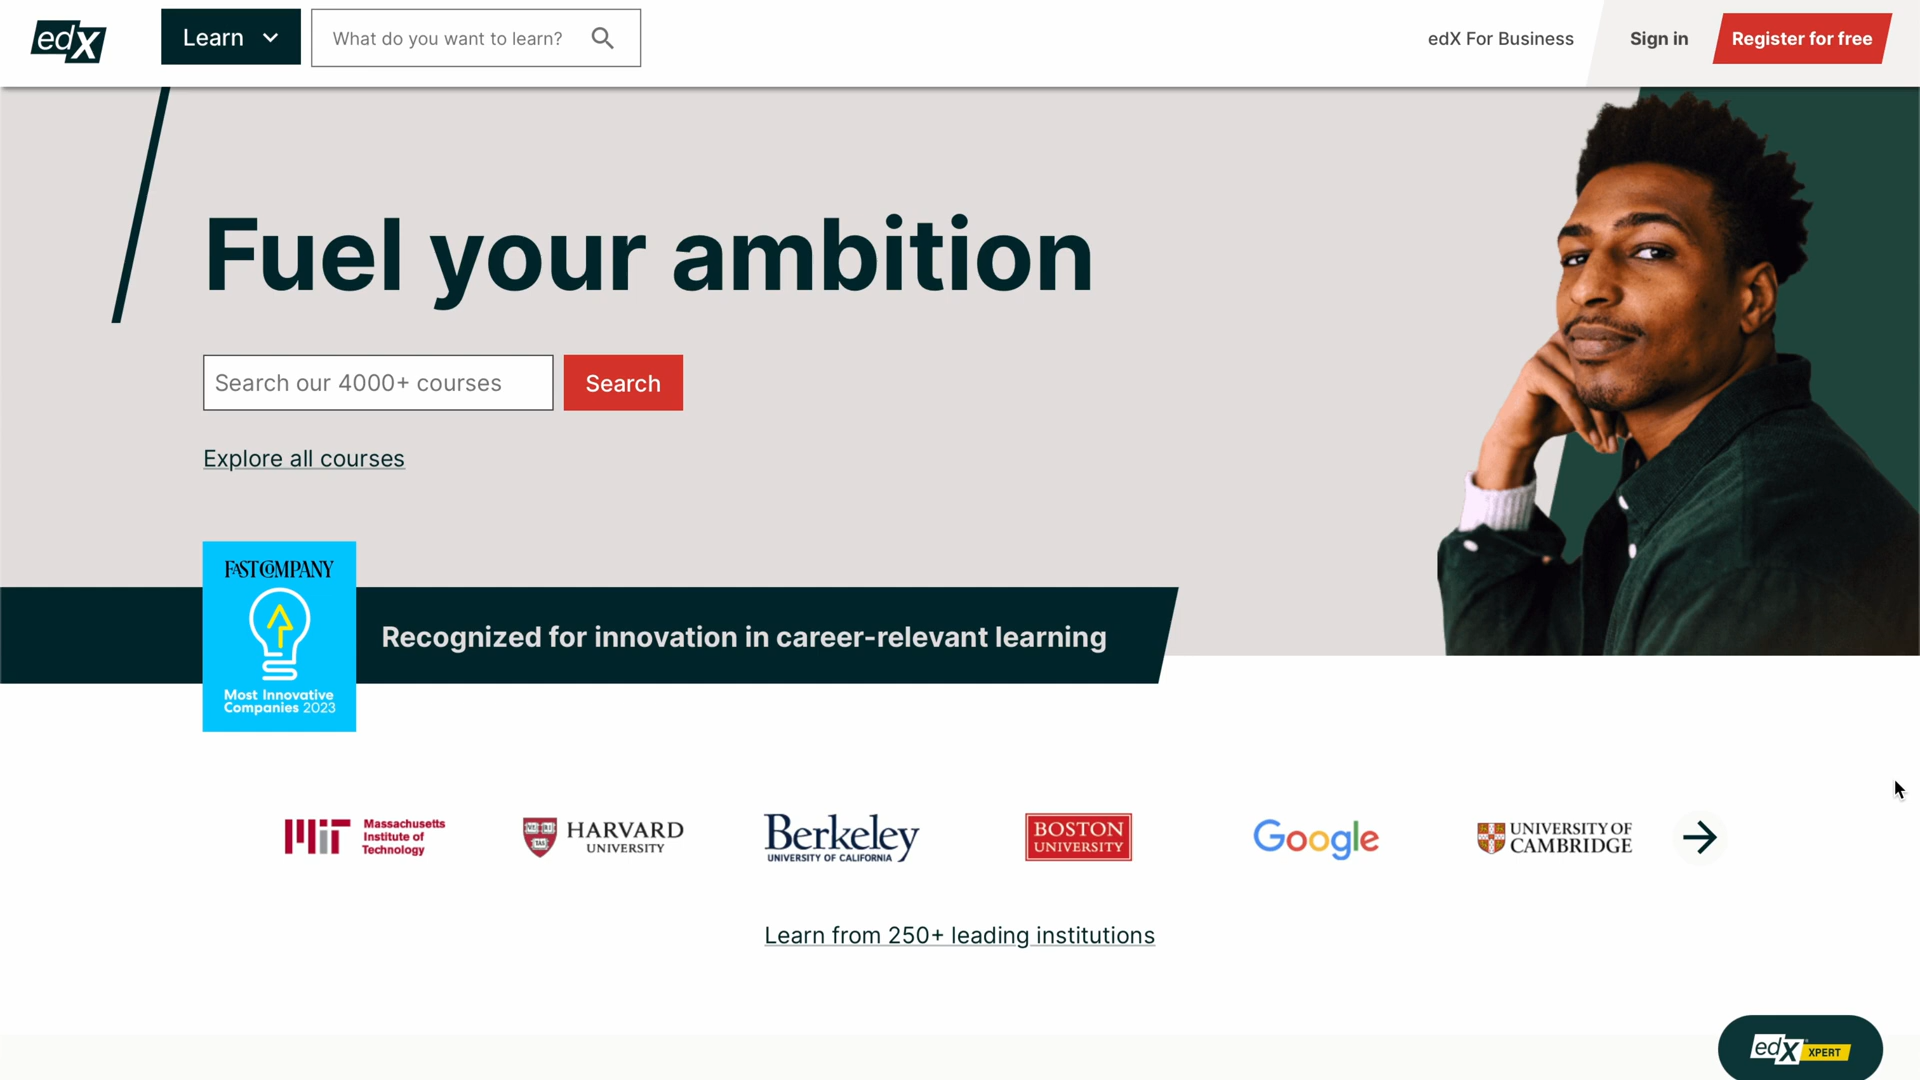 edX
Learn
What do you want to learn?
edX For Business
Sign in
Register for free
Fuel your ambition
Search our 4000+ courses
Search
Explore all courses
FAST COMPANY
Most Innovative
Companies 2023
Recognized for innovation in career-relevant learning
MIT
Massachusetts
Institute of
Technology
HARVARD
UNIVERSITY
Berkeley
UNIVERSITY OF CALIFORNIA
BOSTON
UNIVERSITY
Google
UNIVERSITY OF
CAMBRIDGE
Learn from 250+ leading institutions
edX XPERT